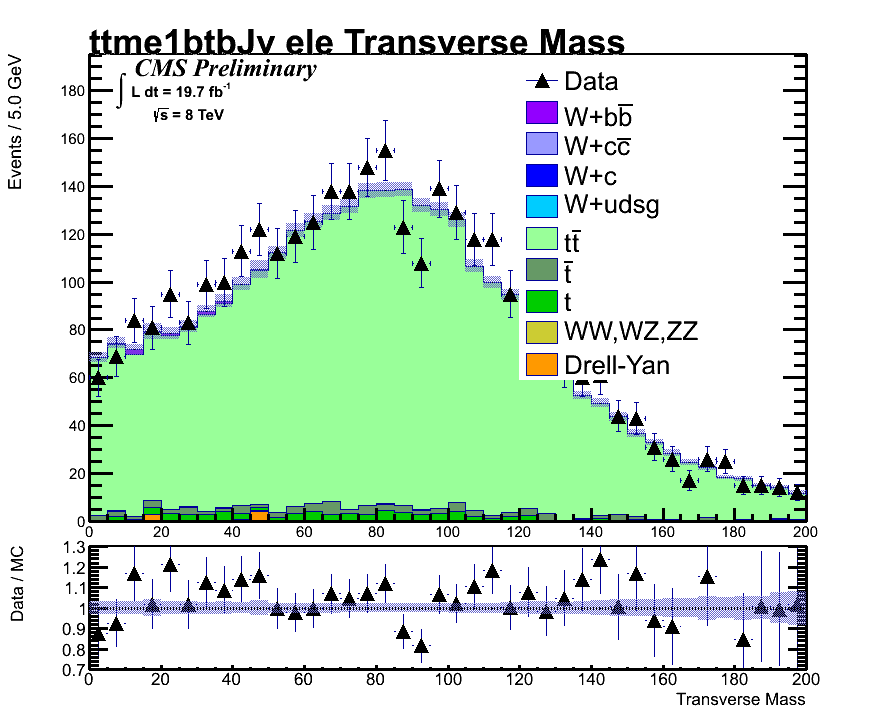 ttme1btbJv ele Transverse Mass
CMS Preliminary
∫ L dt = 19.7 fb⁻¹
√s = 8 TeV
Events / 5.0 GeV
180
160
140
120
100
80
60
40
20
0
Data
W+bb̅
W+cc̅
W+c
W+udsg
tt̅
t̅
t
WW,WZ,ZZ
Drell-Yan
0 20 40 60 80 100 120 140 160 180 200
Data / MC
1.3
1.2
1.1
1
0.9
0.8
0.7
0 20 40 60 80 100 120 140 160 180 200
Transverse Mass